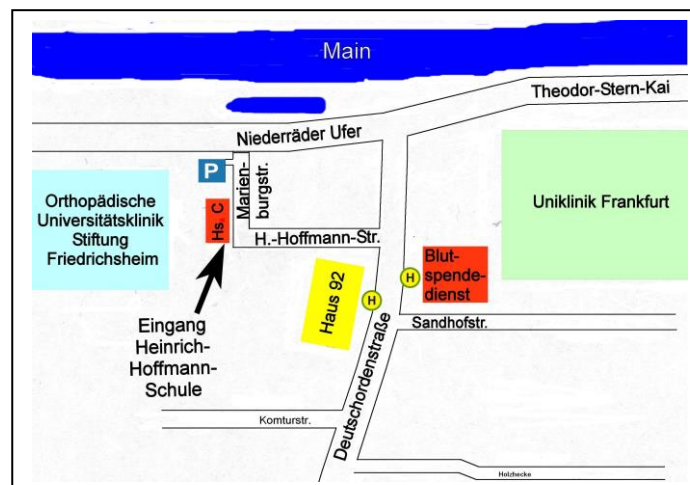 Main
Theodor-Stern-Kai
Niederräder Ufer
P
Marien-
burgstr.
Hs. C
Orthopädische
Universitätsklinik
Stiftung
Friedrichsheim
Uniklinik Frankfurt
H.-Hoffmann-Str.
Blut-
spende-
dienst
H
Haus 92
H
Eingang
Heinrich-
Hoffmann-
Schule
Sandhofstr.
Deutschordenstraße
Komturstr.
Holzhecke